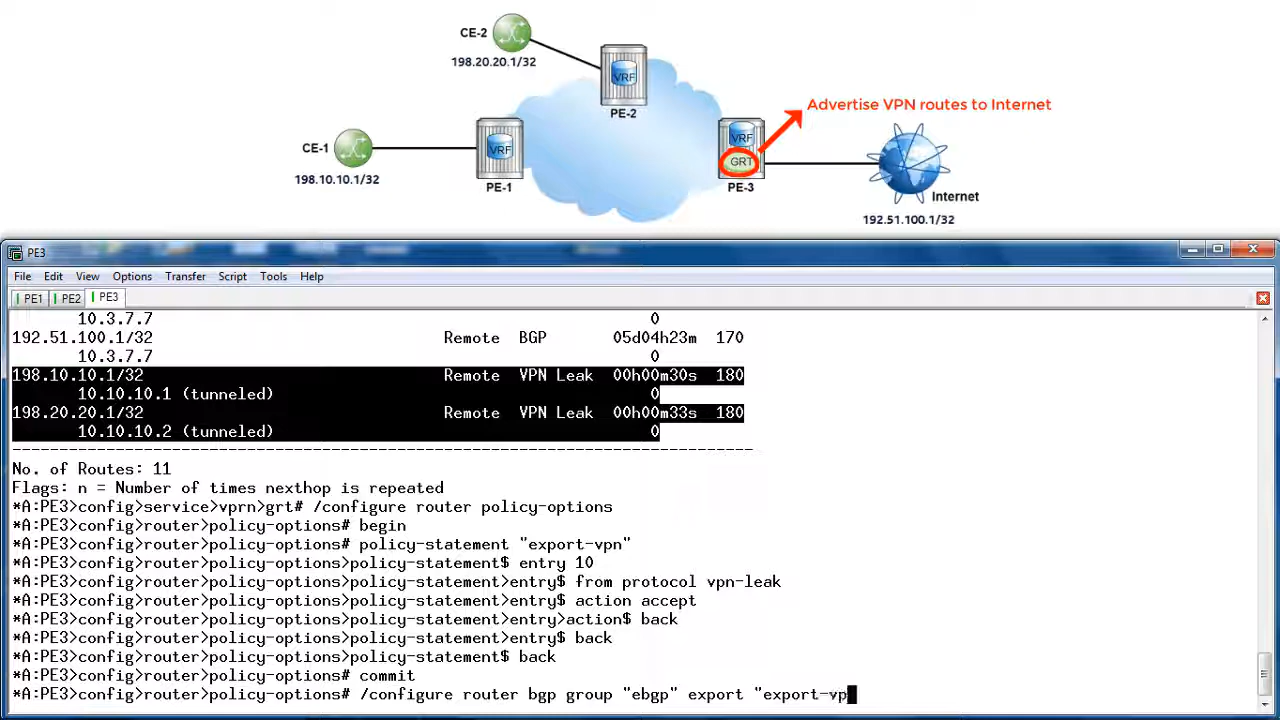 CE-2
198.20.20.1/32
VRF
PE-2
Advertise VPN routes to Internet
CE-1
198.10.10.1/32
VRF
PE-1
VRF
GRT
PE-3
Internet
192.51.100.1/32
PE3
File Edit View Options Transfer Script Tools Help
PE1 PE2 PE3
10.3.7.7 0
192.51.100.1/32 Remote BGP 05d04h23m 170
10.3.7.7 0
198.10.10.1/32 Remote VPN Leak 00h00m30s 180
10.10.10.1 (tunneled) 0
198.20.20.1/32 Remote VPN Leak 00h00m33s 180
10.10.10.2 (tunneled) 0
-------------------------------------------------------------------------------
No. of Routes: 11
Flags: n = Number of times nexthop is repeated
*A:PE3>config>service>vprn>grt# /configure router policy-options
*A:PE3>config>router>policy-options# begin
*A:PE3>config>router>policy-options# policy-statement "export-vpn"
*A:PE3>config>router>policy-options>policy-statement$ entry 10
*A:PE3>config>router>policy-options>policy-statement>entry$ from protocol vpn-leak
*A:PE3>config>router>policy-options>policy-statement>entry$ action accept
*A:PE3>config>router>policy-options>policy-statement>entry>action$ back
*A:PE3>config>router>policy-options>policy-statement>entry$ back
*A:PE3>config>router>policy-options>policy-statement$ back
*A:PE3>config>router>policy-options# commit
*A:PE3>config>router>policy-options# /configure router bgp group "ebgp" export "export-vp